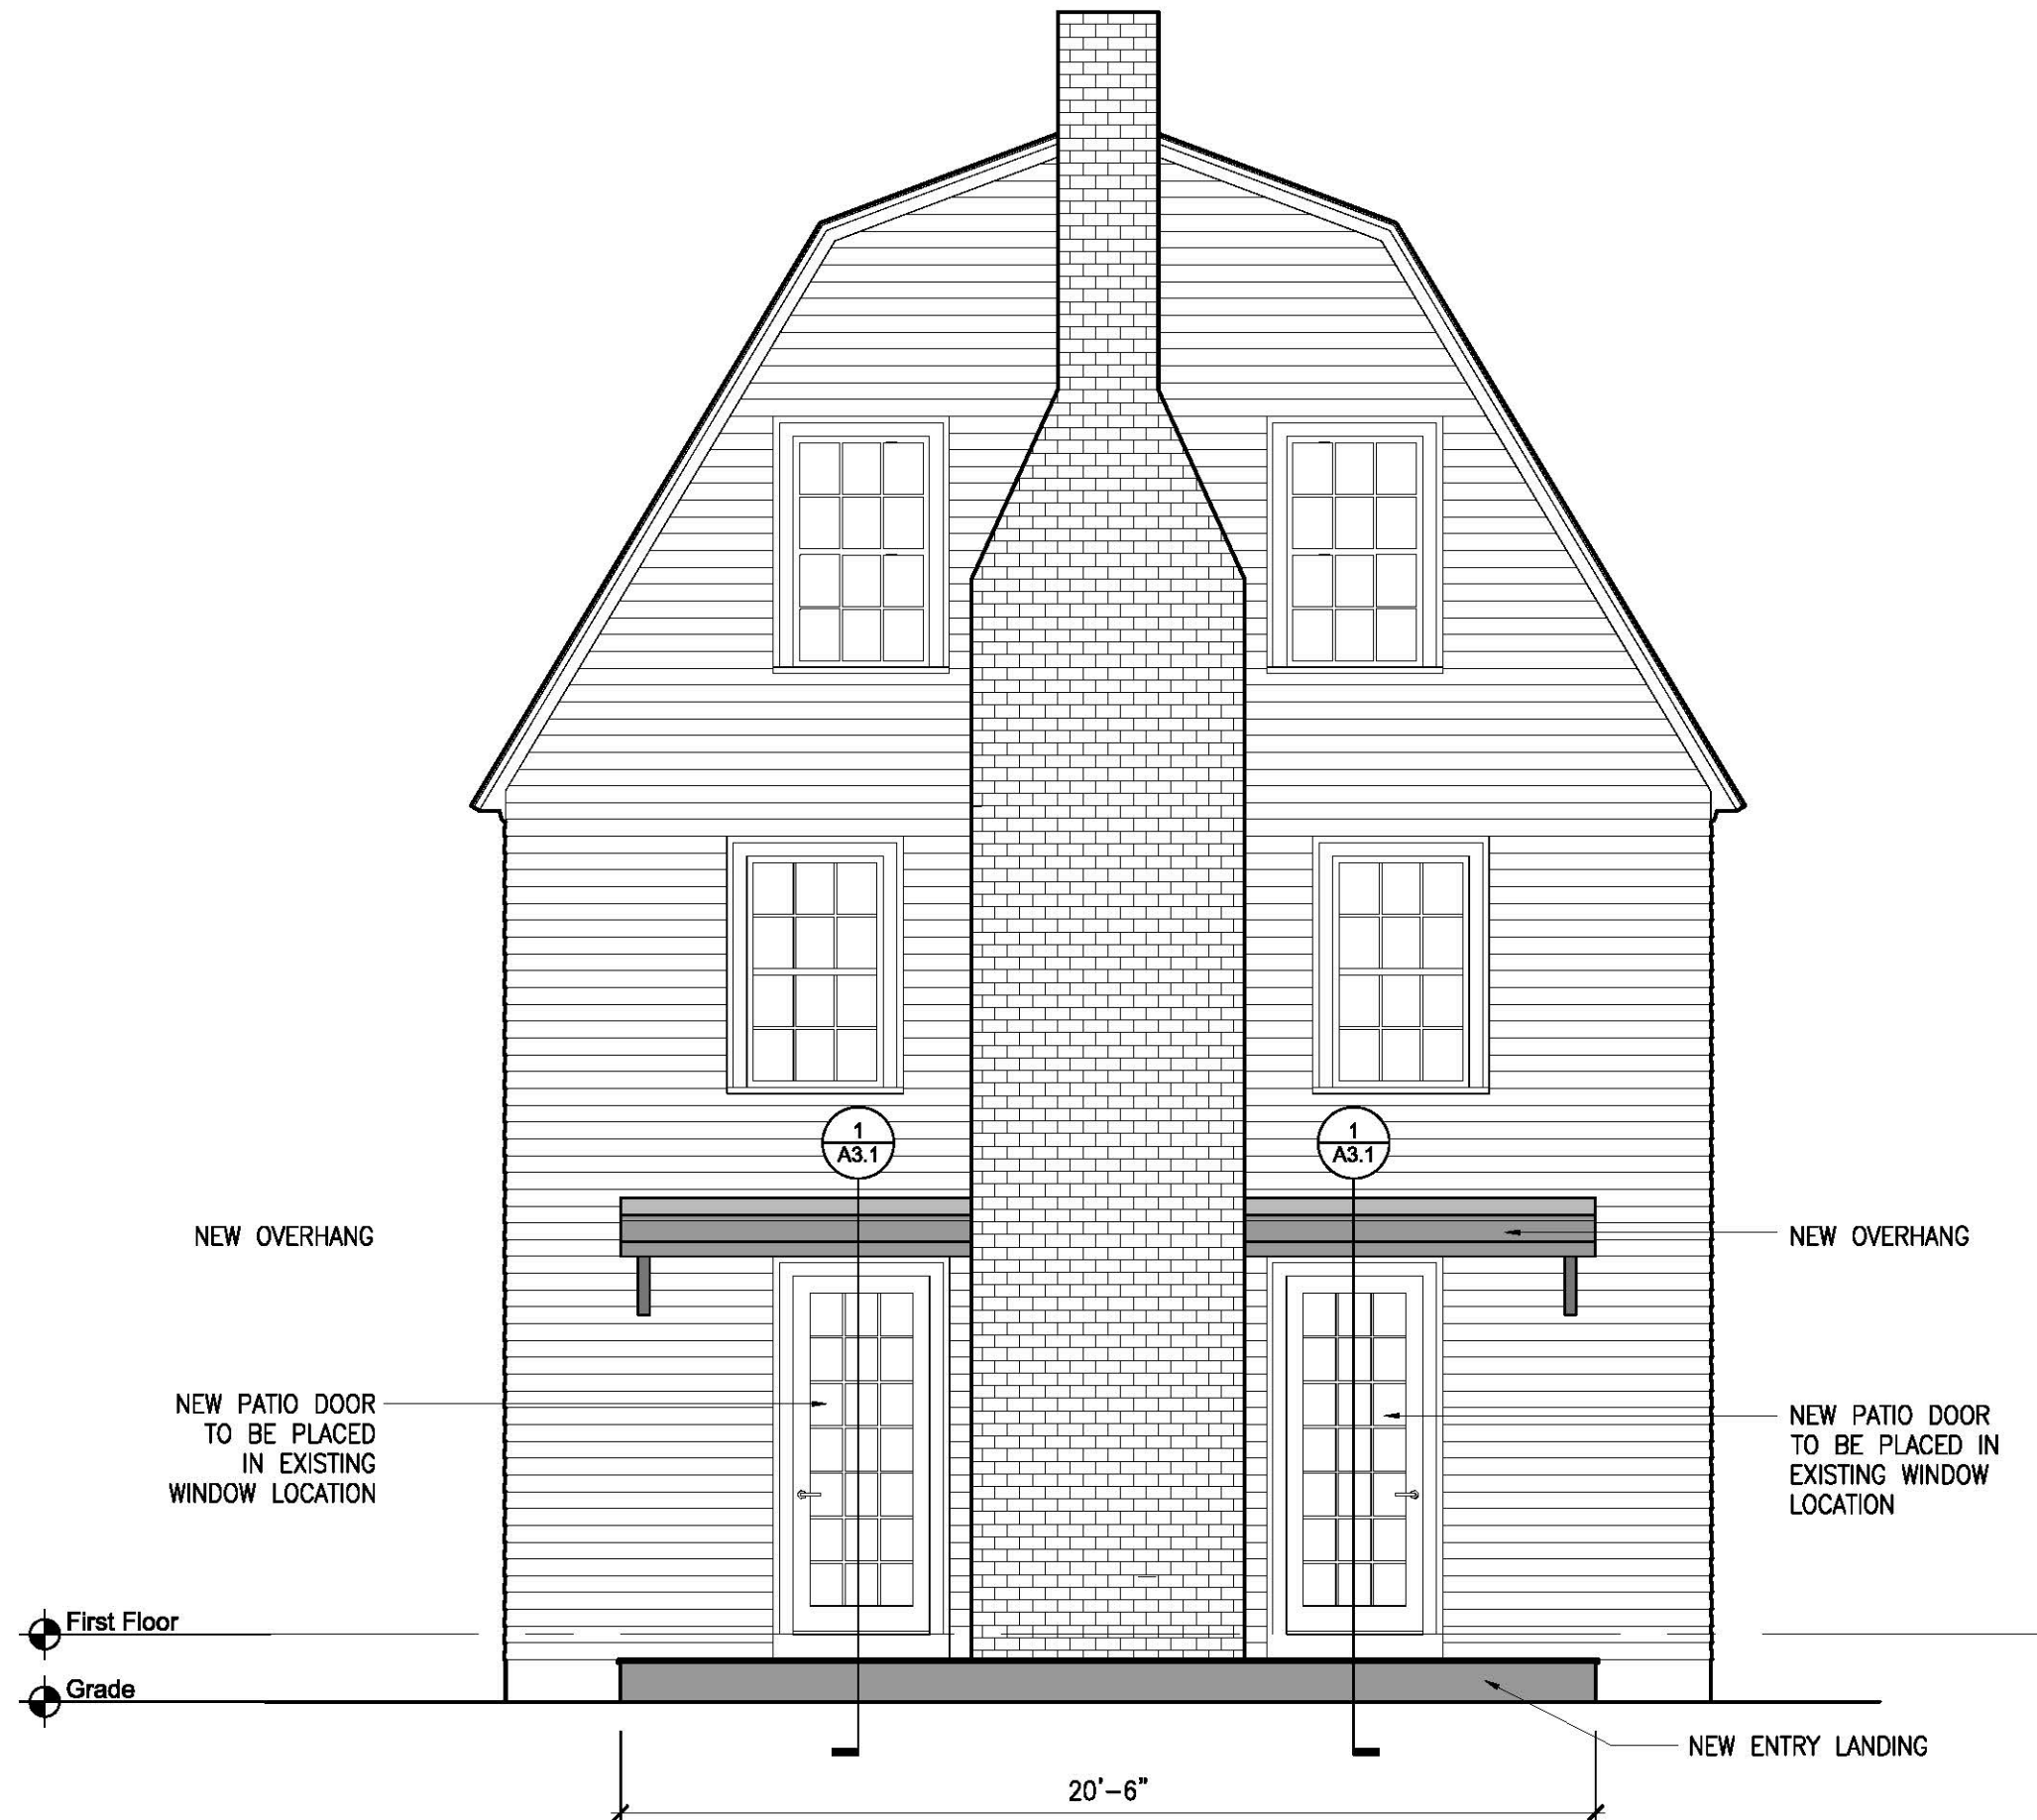 1
A3.1
1
A3.1
NEW OVERHANG
NEW OVERHANG
NEW PATIO DOOR
TO BE PLACED
IN EXISTING
WINDOW LOCATION
NEW PATIO DOOR
TO BE PLACED IN
EXISTING WINDOW
LOCATION
First Floor
Grade
NEW ENTRY LANDING
20'-6"